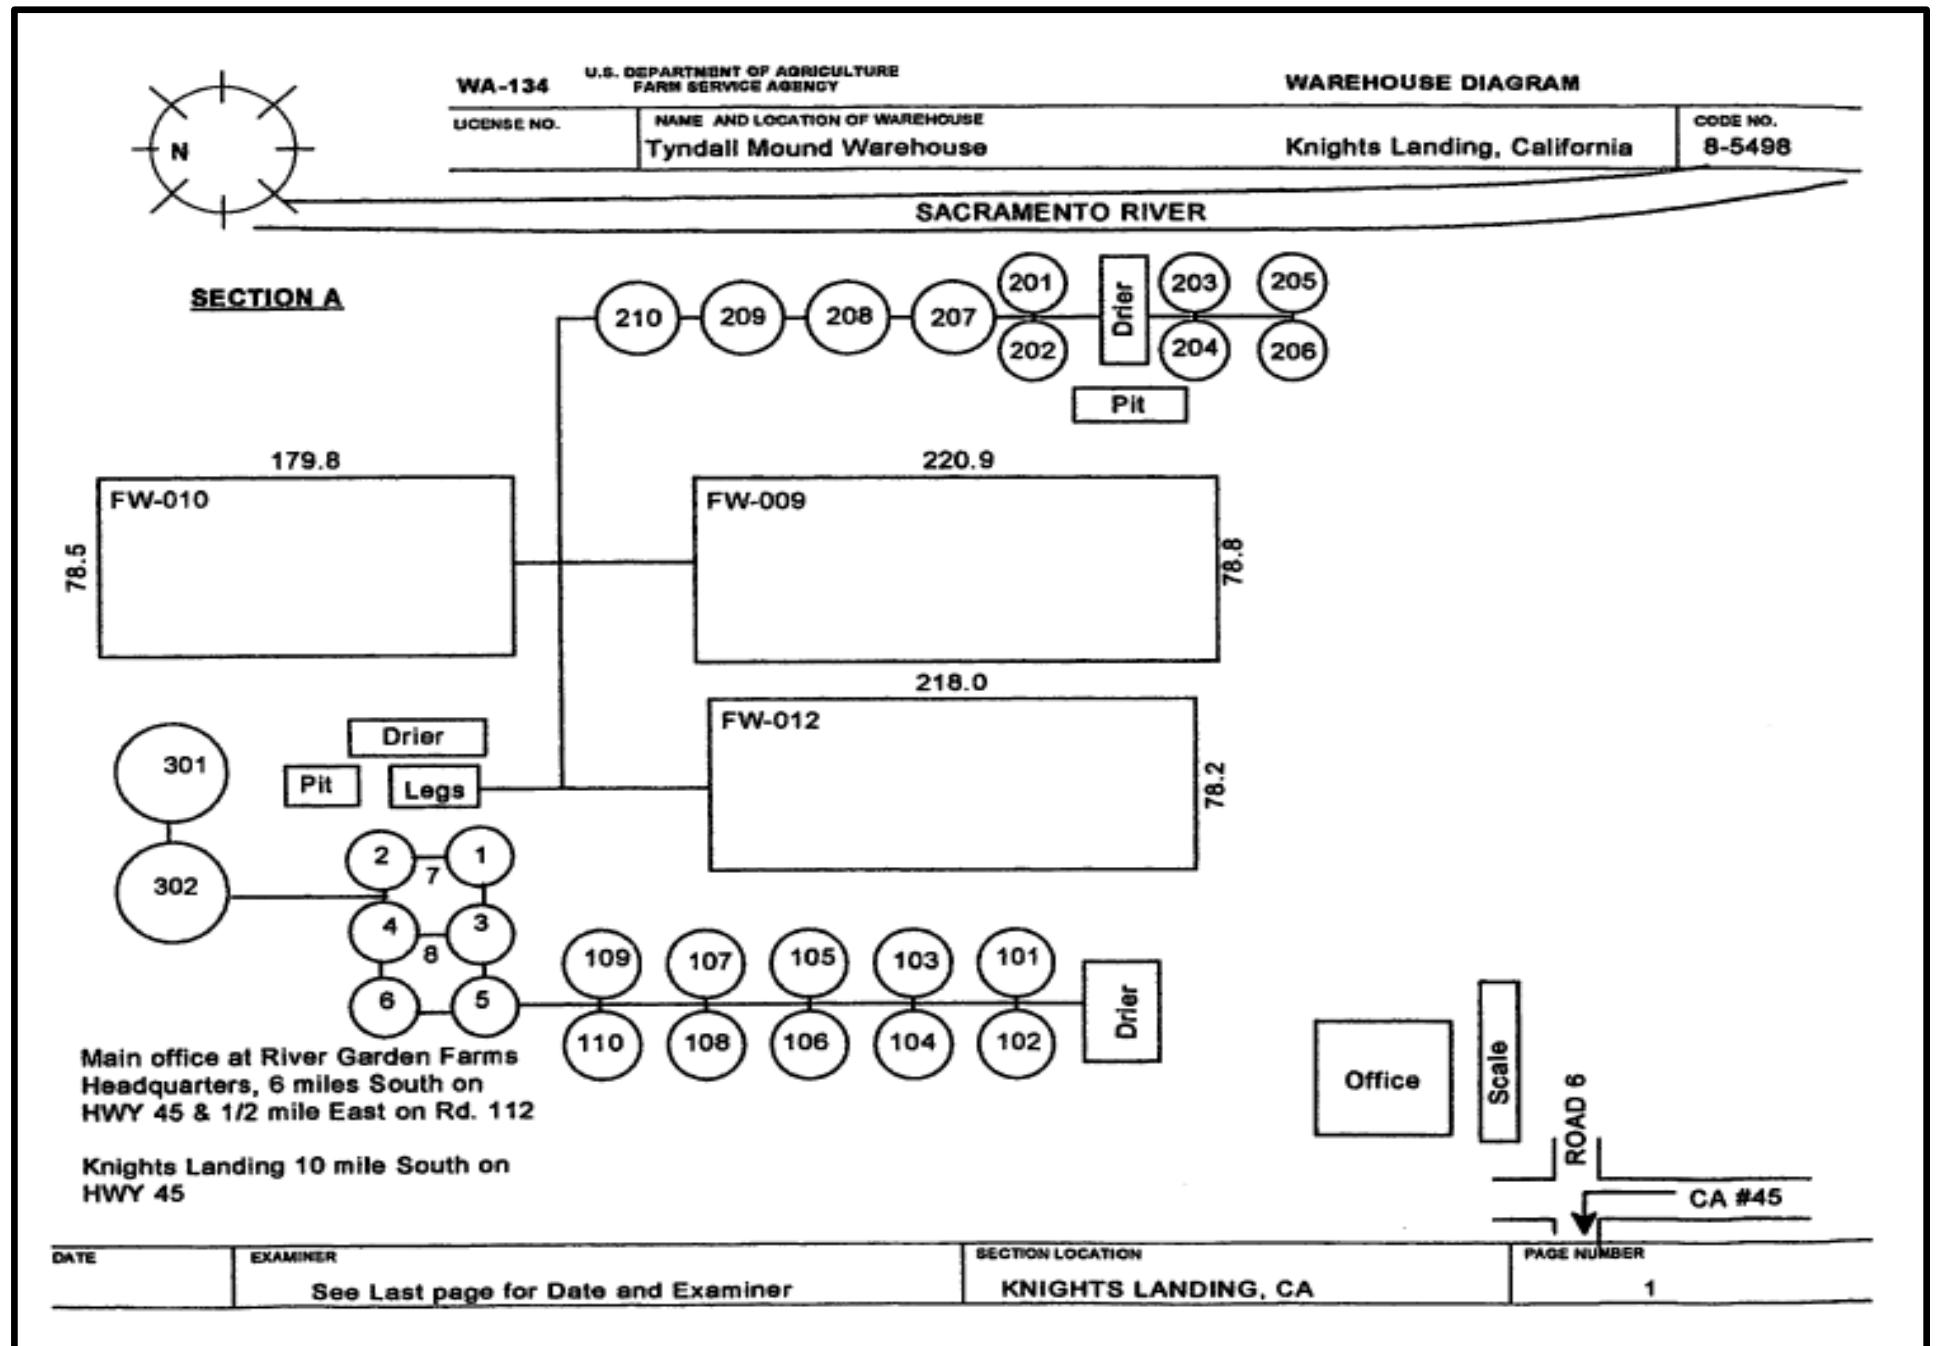 U.S. DEPARTMENT OF AGRICULTURE
WA-134 FARM SERVICE AGENCY WAREHOUSE DIAGRAM
LICENSE NO. NAME AND LOCATION OF WAREHOUSE CODE NO.
Tyndall Mound Warehouse Knights Landing, California 8-5498
N
SACRAMENTO RIVER
SECTION A
201 203 205
210 209 208 207 Drier
202 204 206
Pit
179.8 220.9
FW-010 FW-009
78.5 78.8
218.0
FW-012
Drier
301 Pit Legs 78.2
2 1
7
302
4 3
8
109 107 105 103 101
6 5
Drier
110 108 106 104 102
Main office at River Garden Farms
Headquarters, 6 miles South on
HWY 45 & 1/2 mile East on Rd. 112
Office Scale ROAD 6
Knights Landing 10 mile South on
HWY 45
CA #45
DATE EXAMINER SECTION LOCATION PAGE NUMBER
See Last page for Date and Examiner KNIGHTS LANDING, CA 1